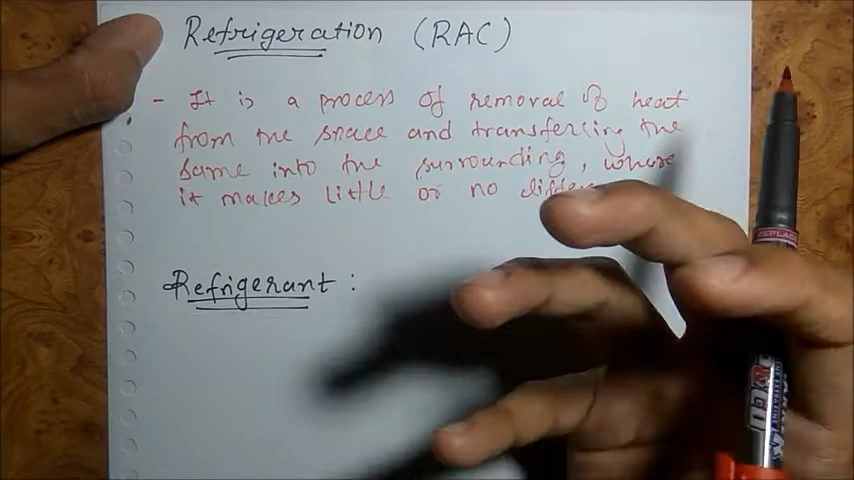 Refrigeration (RAC)
- It is a process of removal of heat
from the space and transferring the
same into the surrounding, where
it makes little or no
Refrigerant :
REPLACE